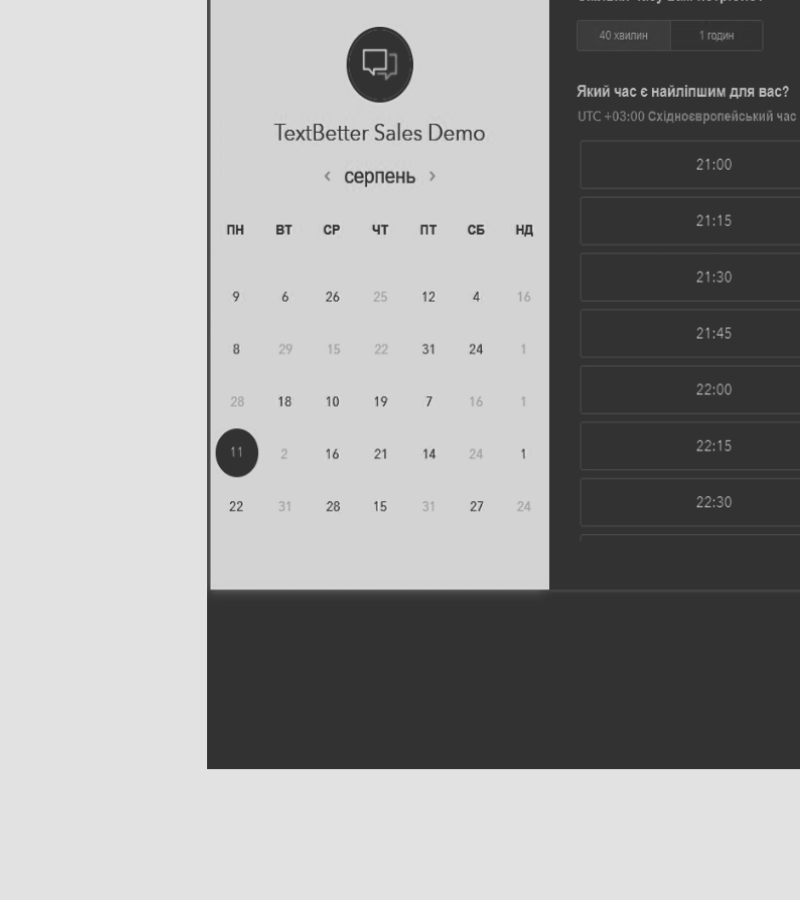 TextBetter Sales Demo
‹ серпень ›
ПН ВТ СР ЧТ ПТ СБ НД
9 6 26 25 12 4 16
8 29 15 22 31 24 1
28 18 10 19 7 16 1
11 2 16 21 14 24 1
22 31 28 15 31 27 24
40 хвилин 1 годин
Який час є найліпшим для вас?
UTC +03:00 Східноєвропейський час
21:00
21:15
21:30
21:45
22:00
22:15
22:30